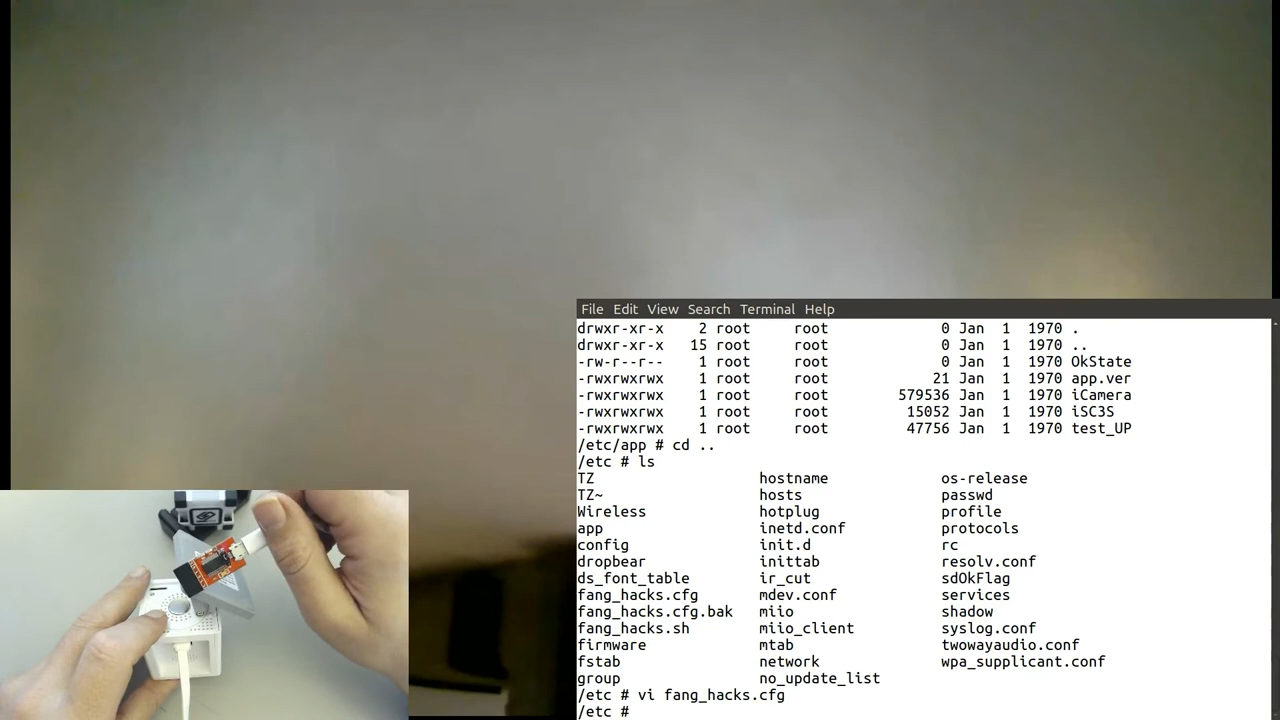 File Edit View Search Terminal Help
drwxr-xr-x 2 root root 0 Jan 1 1970 .
drwxr-xr-x 15 root root 0 Jan 1 1970 ..
-rw-r--r-- 1 root root 0 Jan 1 1970 OkState
-rwxrwxrwx 1 root root 21 Jan 1 1970 app.ver
-rwxrwxrwx 1 root root 579536 Jan 1 1970 iCamera
-rwxrwxrwx 1 root root 15052 Jan 1 1970 iSC3S
-rwxrwxrwx 1 root root 47756 Jan 1 1970 test_UP
/etc/app # cd ..
/etc # ls
TZ hostname os-release
TZ~ hosts passwd
Wireless hotplug profile
app inetd.conf protocols
config init.d rc
dropbear inittab resolv.conf
ds_font_table ir_cut sdOkFlag
fang_hacks.cfg mdev.conf services
fang_hacks.cfg.bak miio shadow
fang_hacks.sh miio_client syslog.conf
firmware mtab twowayaudio.conf
fstab network wpa_supplicant.conf
group no_update_list
/etc # vi fang_hacks.cfg
/etc #